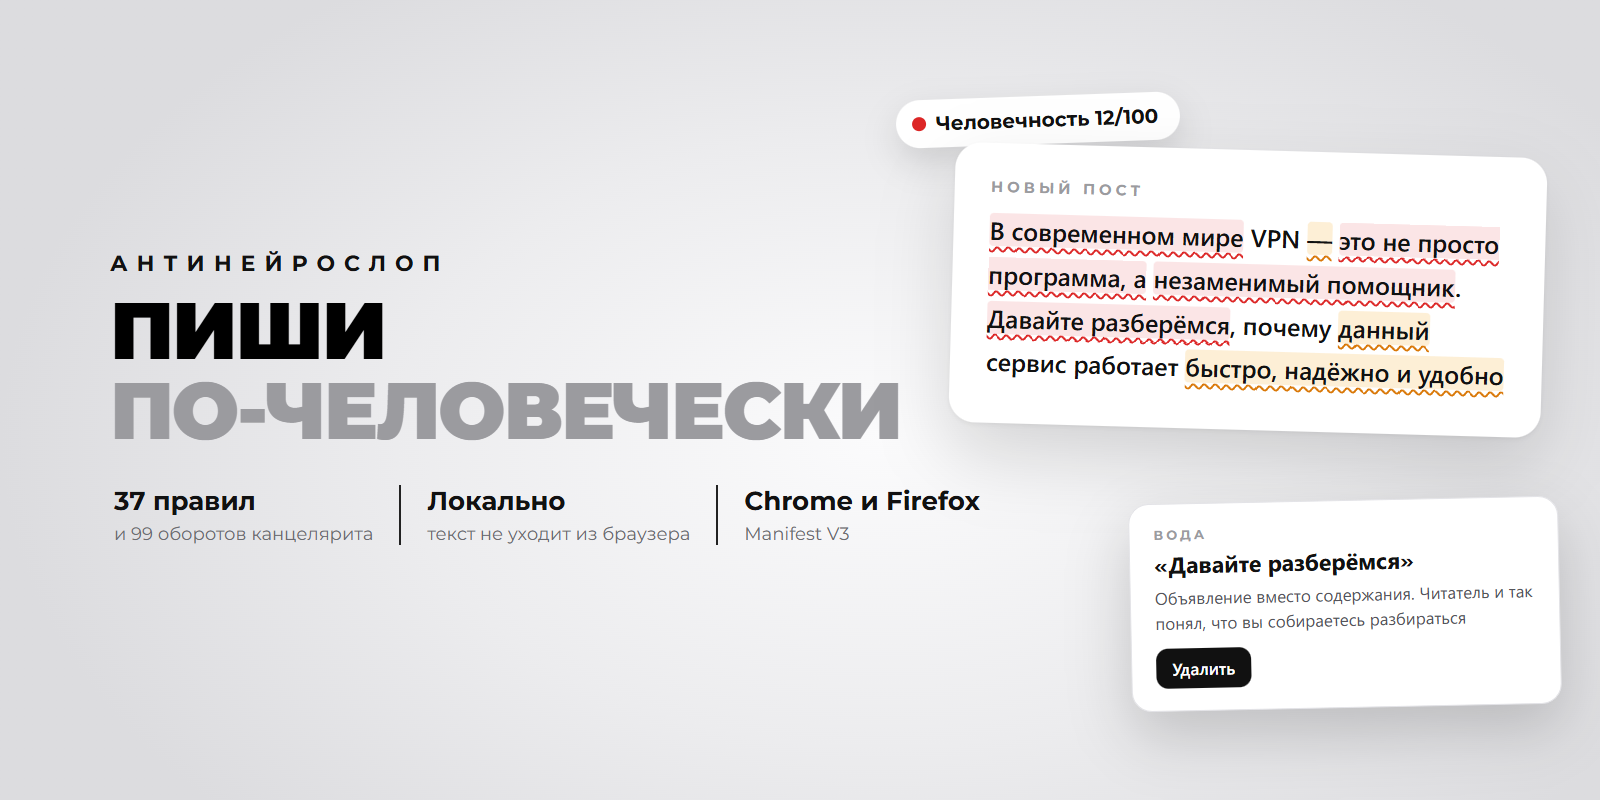 АНТИНЕЙРОСЛОП
ПИШИ
ПО-ЧЕЛОВЕЧЕСКИ
37 правил
и 99 оборотов канцелярита
Локально
текст не уходит из браузера
Chrome и Firefox
Manifest V3
Человечность 12/100
НОВЫЙ ПОСТ
В современном мире VPN — это не просто
программа, а незаменимый помощник.
Давайте разберёмся, почему данный
сервис работает быстро, надёжно и удобно
ВОДА
«Давайте разберёмся»
Объявление вместо содержания. Читатель и так
понял, что вы собираетесь разбираться
Удалить